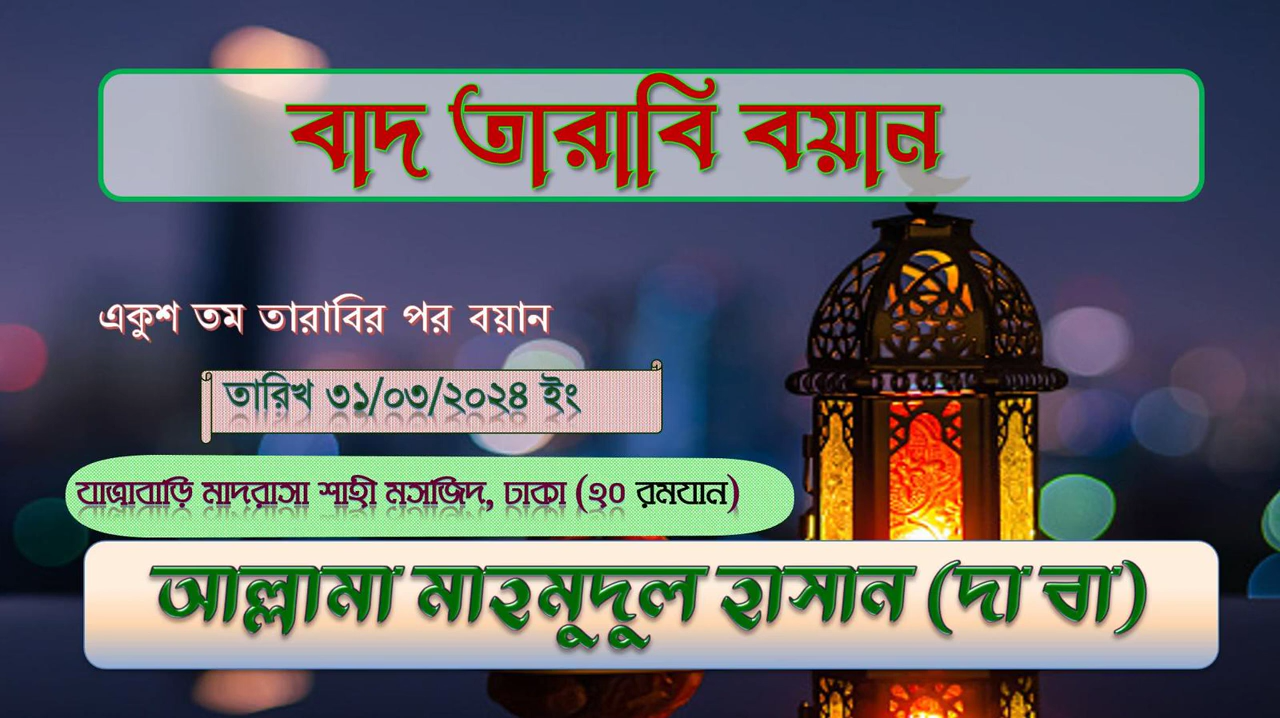 বাদ তারাবি বয়ান
একুশ তম তারাবির পর বয়ান
তারিখ ৩১/০৩/২০২৪ ইং
যাত্রাবাড়ি মাদরাসা শাহী মসজিদ, ঢাকা (২০ রমযান)
আল্লামা মাহমুদুল হাসান (দা বা)